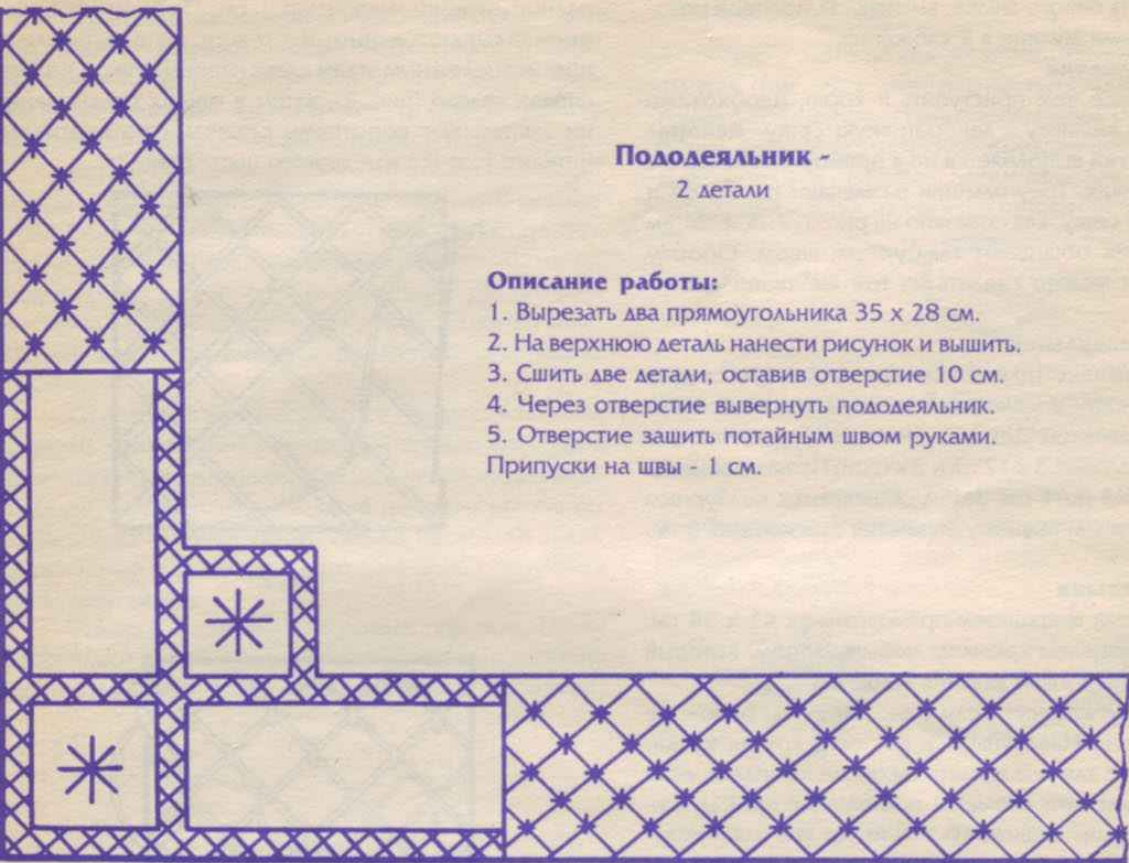 Пододеяльник -
2 детали
Описание работы:
1. Вырезать два прямоугольника 35 x 28 см.
2. На верхнюю деталь нанести рисунок и вышить.
3. Сшить две детали, оставив отверстие 10 см.
4. Через отверстие вывернуть пододеяльник.
5. Отверстие зашить потайным швом руками.
Припуски на швы - 1 см.